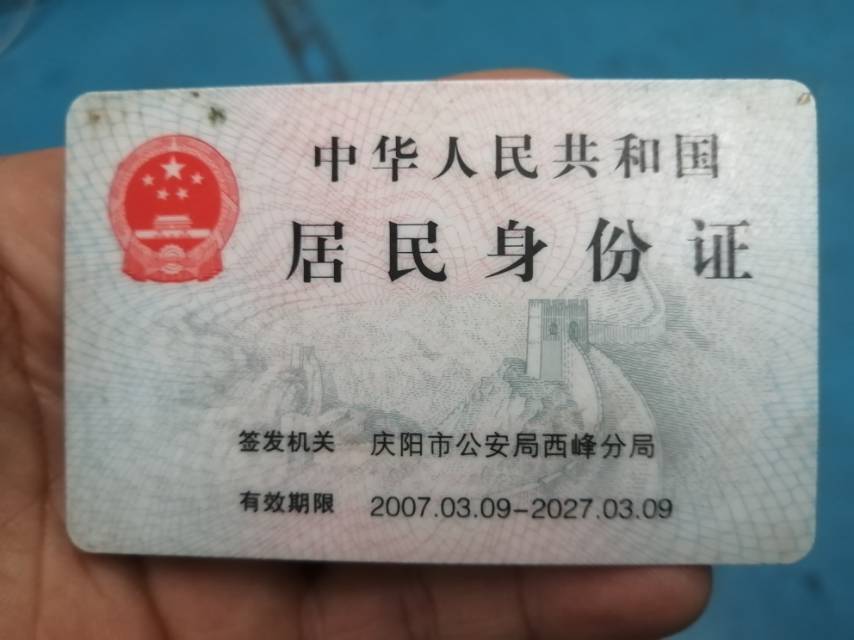 中华人民共和国
居民身份证
签发机关 庆阳市公安局西峰分局
有效期限 2007.03.09-2027.03.09